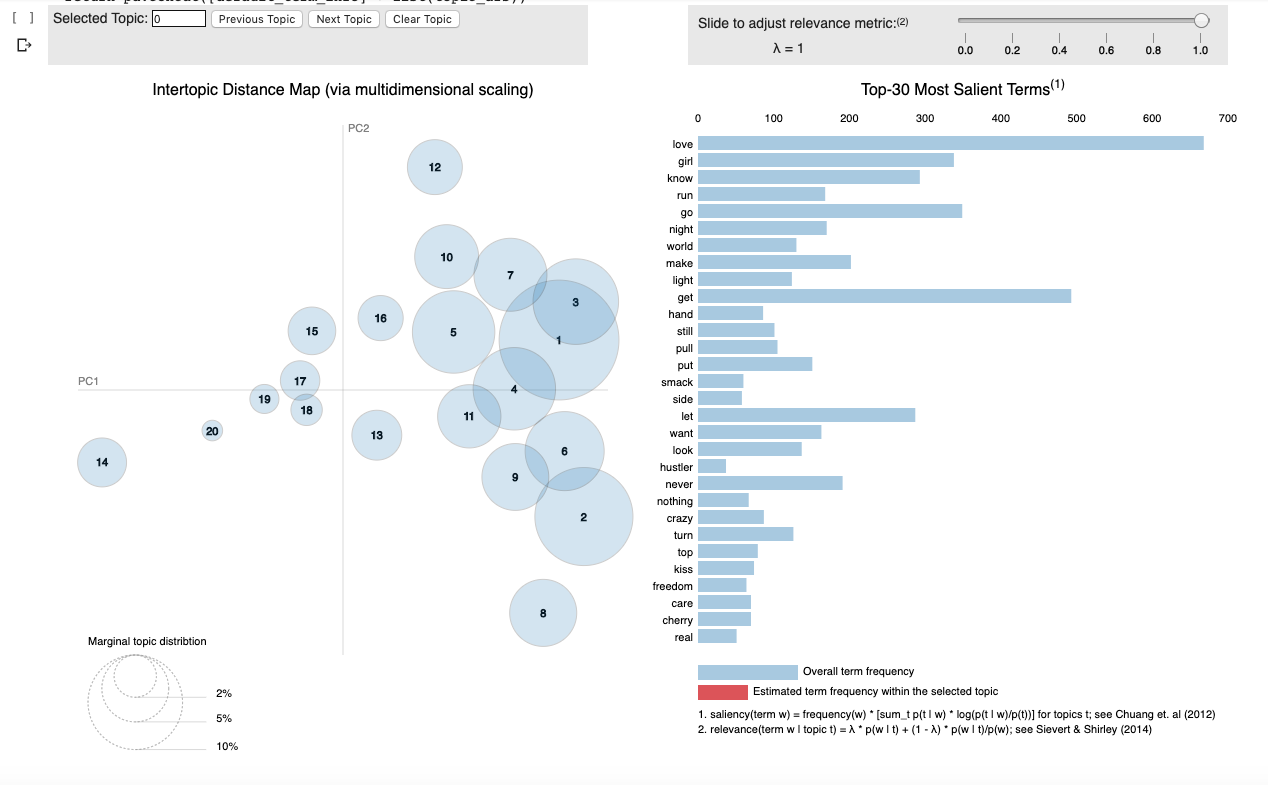 [ ]
Selected Topic: 0 Previous Topic Next Topic Clear Topic
Slide to adjust relevance metric:(2)
λ = 1
0.0 0.2 0.4 0.6 0.8 1.0
Intertopic Distance Map (via multidimensional scaling)
PC2
PC1
12
10
7
3
16
15
5
1
17
4
19
18
11
20
13
6
14
9
2
8
Marginal topic distribtion
2%
5%
10%
Top-30 Most Salient Terms(1)
0 100 200 300 400 500 600 700
love
girl
know
run
go
night
world
make
light
get
hand
still
pull
put
smack
side
let
want
look
hustler
never
nothing
crazy
turn
top
kiss
freedom
care
cherry
real
Overall term frequency
Estimated term frequency within the selected topic
1. saliency(term w) = frequency(w) * [sum_t p(t | w) * log(p(t | w)/p(t))] for topics t; see Chuang et. al (2012)
2. relevance(term w | topic t) = λ * p(w | t) + (1 - λ) * p(w | t)/p(w); see Sievert & Shirley (2014)